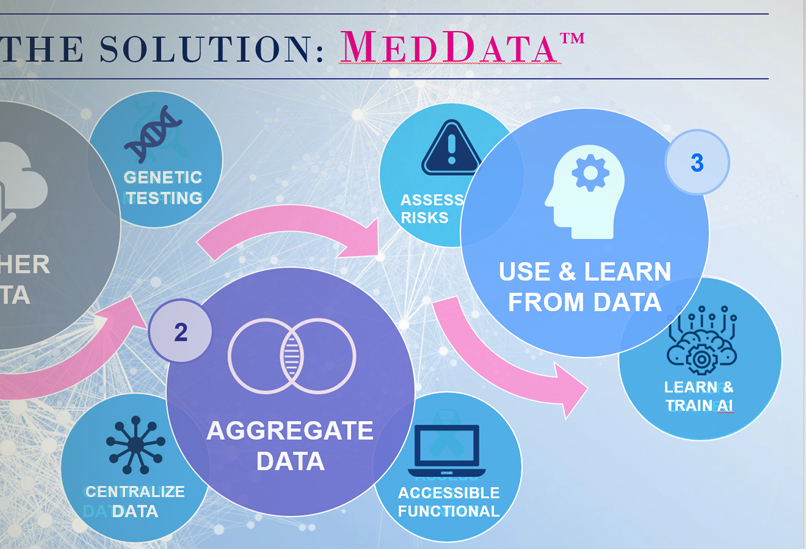 THE SOLUTION: MEDDATA™
GENETIC
TESTING
HER
TA
2
AGGREGATE
DATA
CENTRALIZE
DATA
ACCESSIBLE
FUNCTIONAL
ASSESS
RISKS
3
USE & LEARN
FROM DATA
LEARN &
TRAIN AI